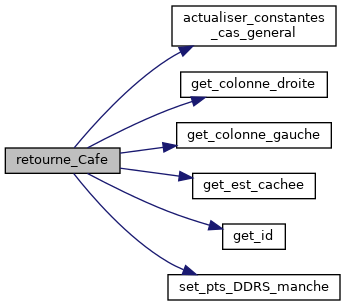 actualiser_constantes
_cas_general
get_colonne_droite
get_colonne_gauche
retourne_Cafe
get_est_cachee
get_id
set_pts_DDRS_manche